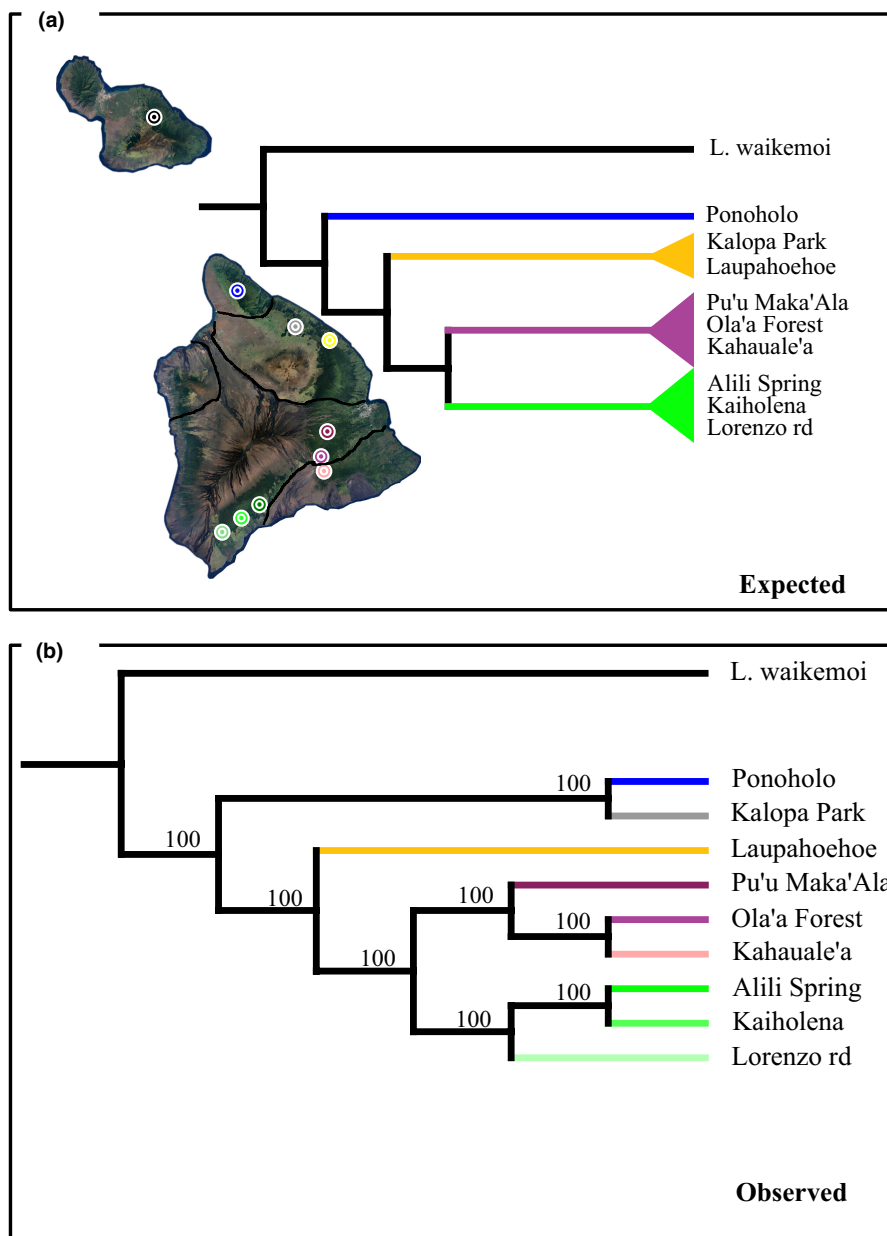 (a)
L. waikemoi
Ponoholo
Kalopa Park
Laupahoehoe
Pu'u Maka'Ala
Ola'a Forest
Kahauale'a
Alili Spring
Kaiholena
Lorenzo rd
Expected
(b)
L. waikemoi
100
Ponoholo
100
Kalopa Park
100
Laupahoehoe
100
Pu'u Maka'Ala
100
Ola'a Forest
100
Kahauale'a
100
Alili Spring
100
Kaiholena
Lorenzo rd
Observed